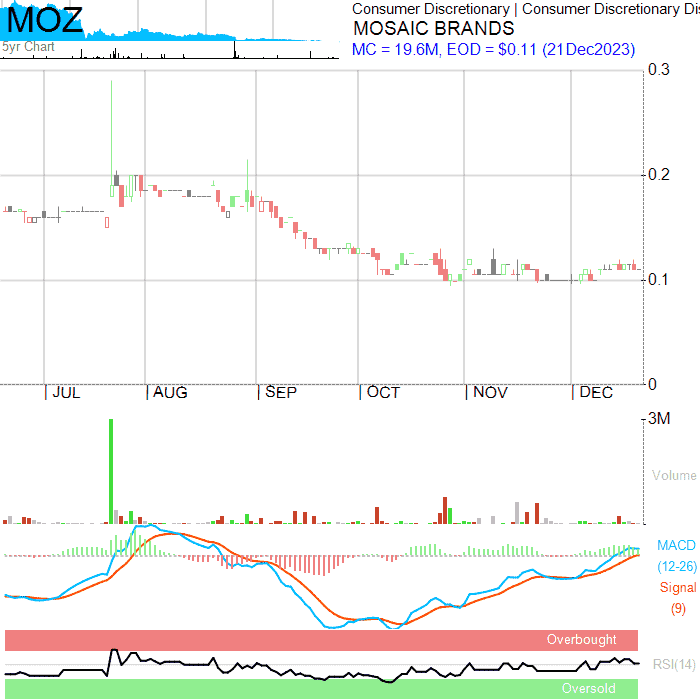 MOZ
5yr Chart
Consumer Discretionary | Consumer Discretionary Dis
MOSAIC BRANDS
MC = 19.6M, EOD = $0.11 (21Dec2023)
0.3
0.2
0.1
0
JUL AUG SEP OCT NOV DEC
3M
Volume
MACD
(12-26)
Signal
(9)
Overbought
RSI(14)
Oversold